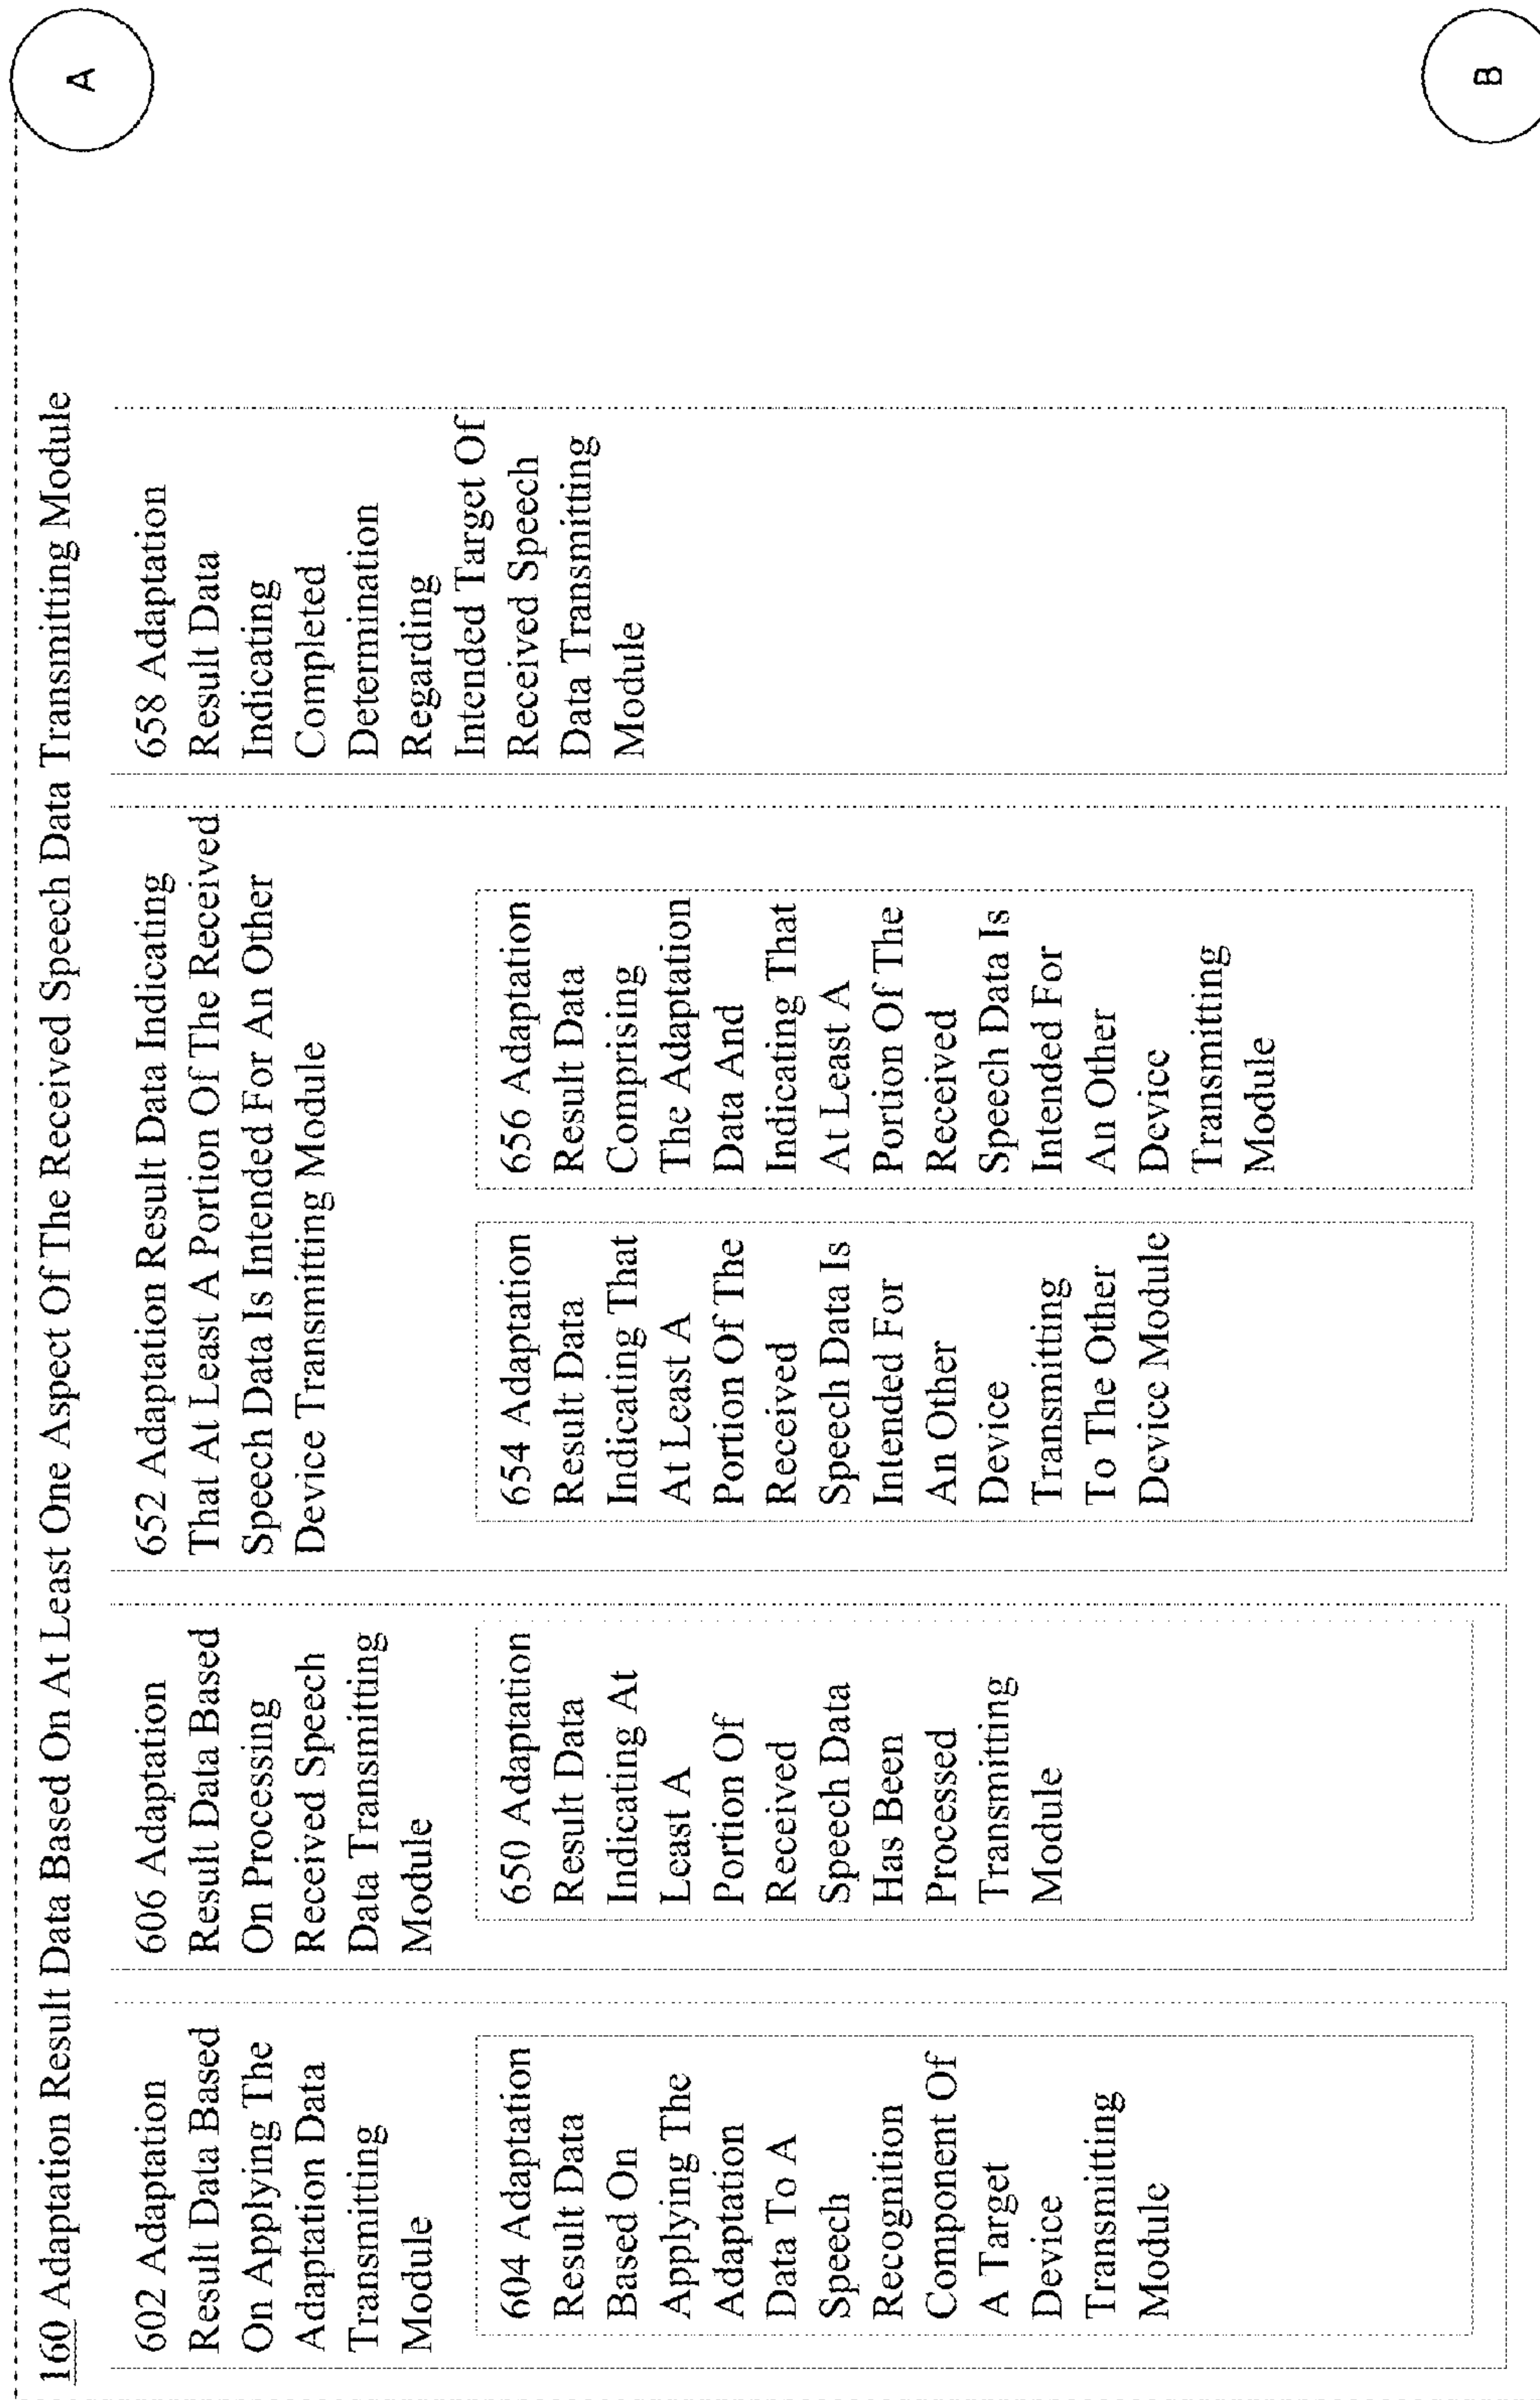 160 Adaptation Result Data Based On At Least One Aspect Of The Received Speech Data Transmitting Module
A
602 Adaptation
Result Data Based
On Applying The
Adaptation Data
Transmitting
Module
604 Adaptation
Result Data
Based On
Applying The
Adaptation
Data To A
Speech
Recognition
Component Of
A Target
Device
Transmitting
Module
606 Adaptation
Result Data Based
On Processing
Received Speech
Data Transmitting
Module
650 Adaptation
Result Data
Indicating At
Least A
Portion Of
Received
Speech Data
Has Been
Processed
Transmitting
Module
652 Adaptation Result Data Indicating
That At Least A Portion Of The Received
Speech Data Is Intended For An Other
Device Transmitting Module
654 Adaptation
Result Data
Indicating That
At Least A
Portion Of The
Received
Speech Data Is
Intended For
An Other
Device
Transmitting
To The Other
Device Module
656 Adaptation
Result Data
Comprising
The Adaptation
Data And
Indicating That
At Least A
Portion Of The
Received
Speech Data Is
Intended For
An Other
Device
Transmitting
Module
658 Adaptation
Result Data
Indicating
Completed
Determination
Regarding
Intended Target Of
Received Speech
Data Transmitting
Module
B